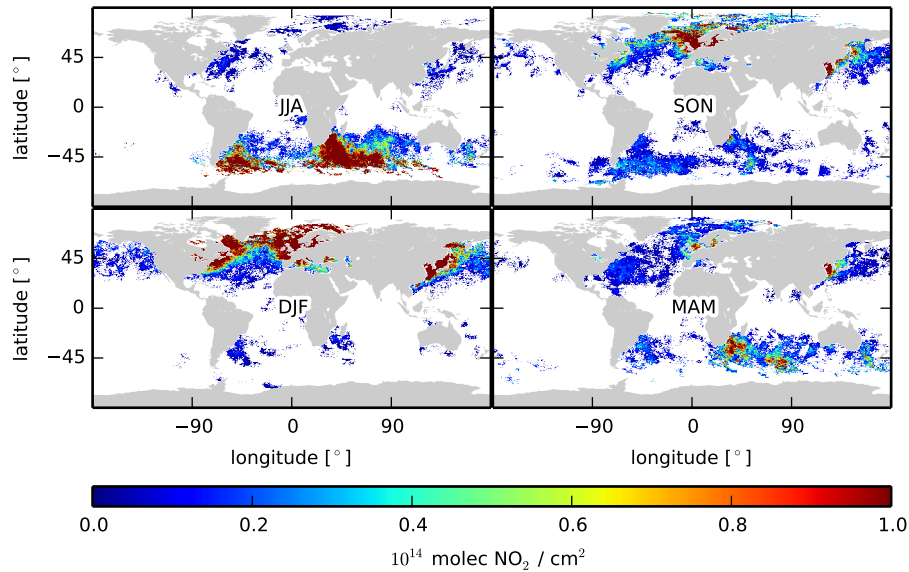 45
0
−45
latitude [°]
JJA
SON
45
0
−45
latitude [°]
DJF
MAM
−90 0 90
−90 0 90
longitude [°]
longitude [°]
0.0 0.2 0.4 0.6 0.8 1.0
10¹⁴ molec NO₂ / cm²